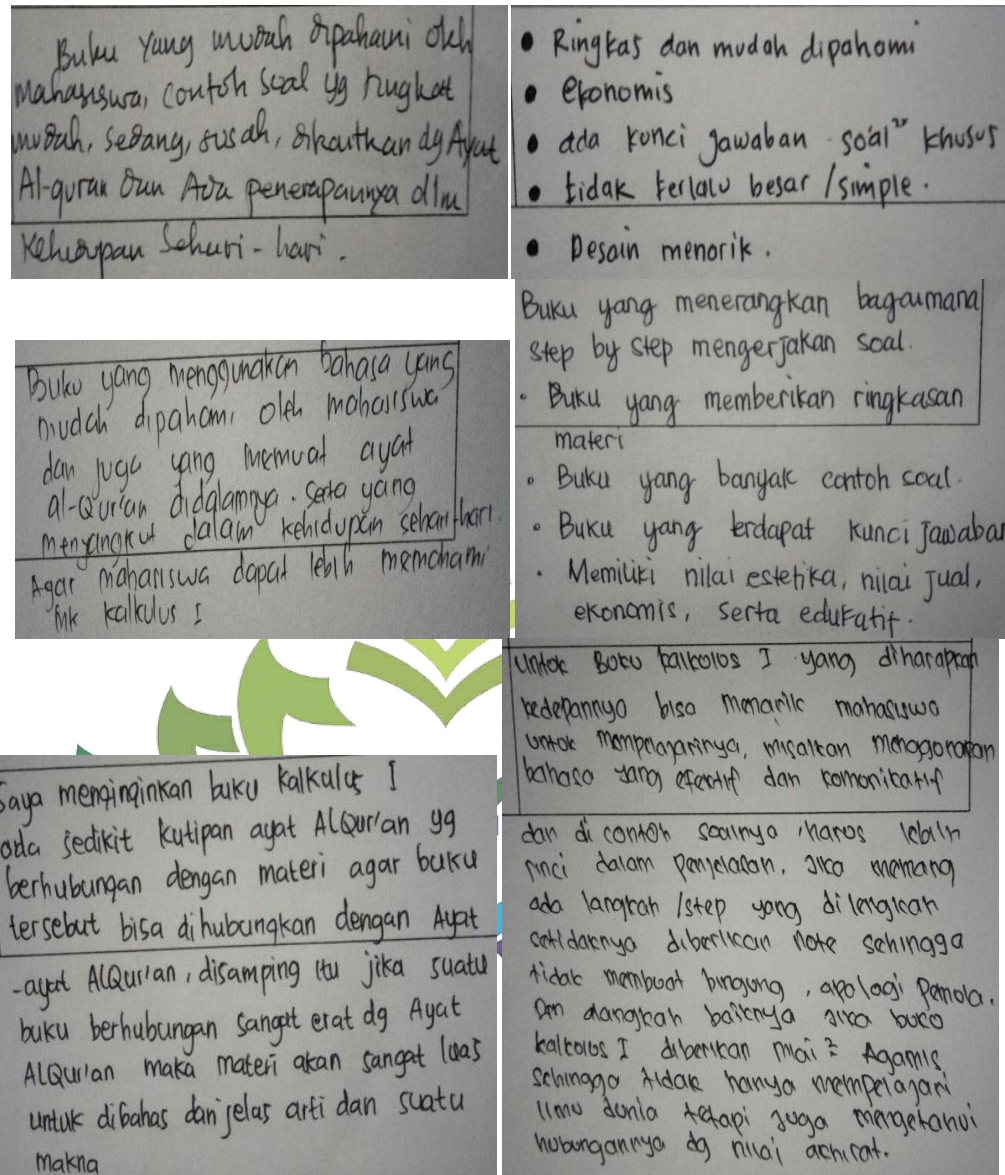 Buku yang mudah dipahami oleh
Mahasiswa, contoh soal yg tingkat
mudah, sedang, susah, dikaitkan dg Ayat
Al-quran dan Ada penerapannya dlm
Kehidupan Sehari-hari.
• Ringkas dan mudah dipahami
• ekonomis
• ada kunci jawaban soal² khusus
• tidak terlalu besar / simple.
• Desain menarik.
Buku yang menggunakan bahasa yang
mudah dipahami oleh mahasiswa
dan juga yang memuat ayat
al-Qur'an didalamnya. Serta yang
menyangkut dalam kehidupan sehari-hari.
Agar mahasiswa dapat lebih memahami
Mk kalkulus I
Buku yang menerangkan bagaimana
step by step mengerjakan soal.
• Buku yang memberikan ringkasan
materi
• Buku yang banyak contoh soal.
• Buku yang terdapat kunci jawaban
• Memiliki nilai estetika, nilai jual,
ekonomis, serta edukatif.
Saya menginginkan buku kalkulus I
ada sedikit kutipan ayat AlQur'an yg
berhubungan dengan materi agar buku
tersebut bisa dihubungkan dengan Ayat
-ayat AlQur'an, disamping itu jika suatu
buku berhubungan sangat erat dg Ayat
AlQur'an maka materi akan sangat luas
untuk dibahas dan jelas arti dan suatu
makna
Untuk Buku kalkulus I yang diharapkan
kedepannya bisa menarik mahasiswa
untuk mempelajarinya, misalkan menggunakan
bahasa yang efektif dan komunikatif
dan di contoh soalnya harus lebih
rinci dalam penjelasan. Jika memang
ada langkah /step yang dilengkah
setidaknya diberikan note sehingga
tidak membuat bingung, apalagi pemula.
Dan alangkah baiknya jika buku
kalkulus I diberikan nilai² Agamis
sehingga tidak hanya mempelajari
ilmu dunia tetapi juga mengetahui
hubungannya dg nilai achirat.